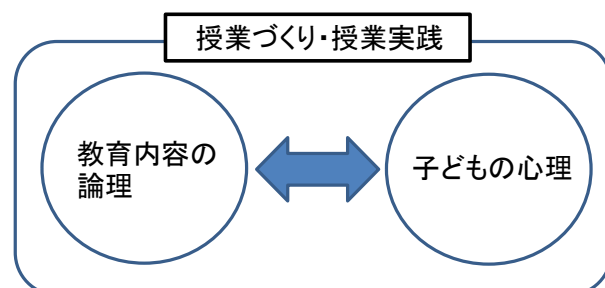 授業づくり・授業実践
教育内容の
論理
子どもの心理